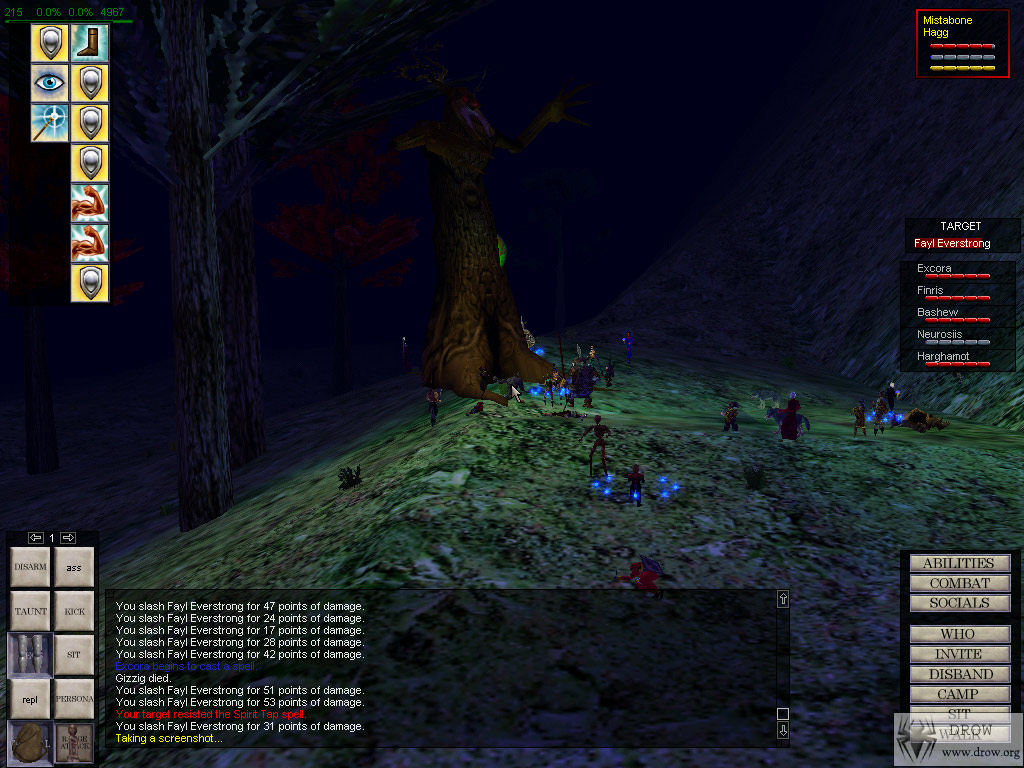 215 0.0% 0.0% 4967
Mistabone
Hagg
TARGET
Fayl Everstrong
Excora
Finris
Bashew
Neurosiis
Harghamot
1
DISARM
ass
TAUNT
KICK
SIT
repl
PERSONA
You slash Fayl Everstrong for 47 points of damage.
You slash Fayl Everstrong for 24 points of damage.
You slash Fayl Everstrong for 17 points of damage.
You slash Fayl Everstrong for 28 points of damage.
You slash Fayl Everstrong for 42 points of damage.
Excora begins to cast a spell.
Gizzig died.
You slash Fayl Everstrong for 51 points of damage.
You slash Fayl Everstrong for 53 points of damage.
Your target resisted the Spirit Tap spell.
You slash Fayl Everstrong for 31 points of damage.
Taking a screenshot...
ABILITIES
COMBAT
SOCIALS
WHO
INVITE
DISBAND
CAMP
SIT
WALK
DROW
www.drow.org